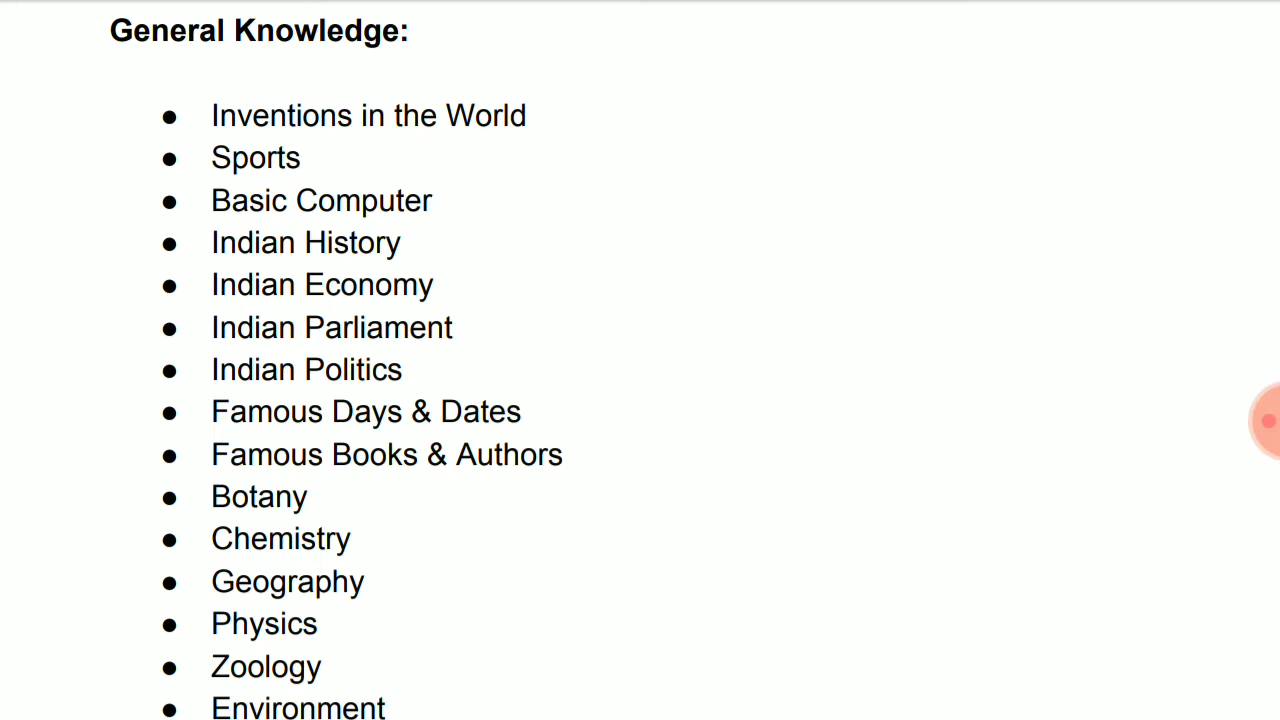 General Knowledge:
● Inventions in the World
● Sports
● Basic Computer
● Indian History
● Indian Economy
● Indian Parliament
● Indian Politics
● Famous Days & Dates
● Famous Books & Authors
● Botany
● Chemistry
● Geography
● Physics
● Zoology
● Environment